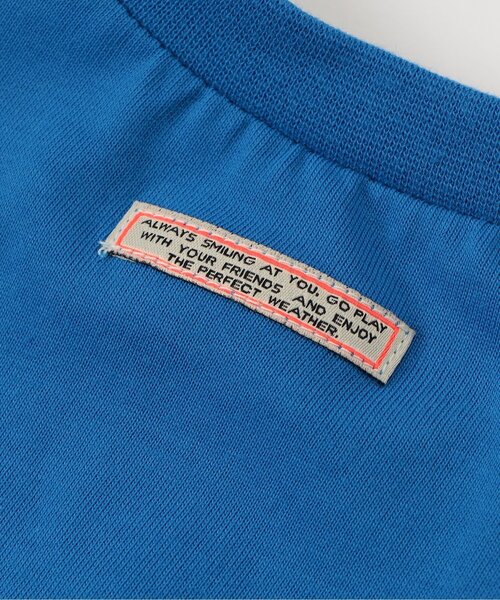 ALWAYS SMILING AT YOU. GO PLAY
WITH YOUR FRIENDS AND ENJOY
THE PERFECT WEATHER.